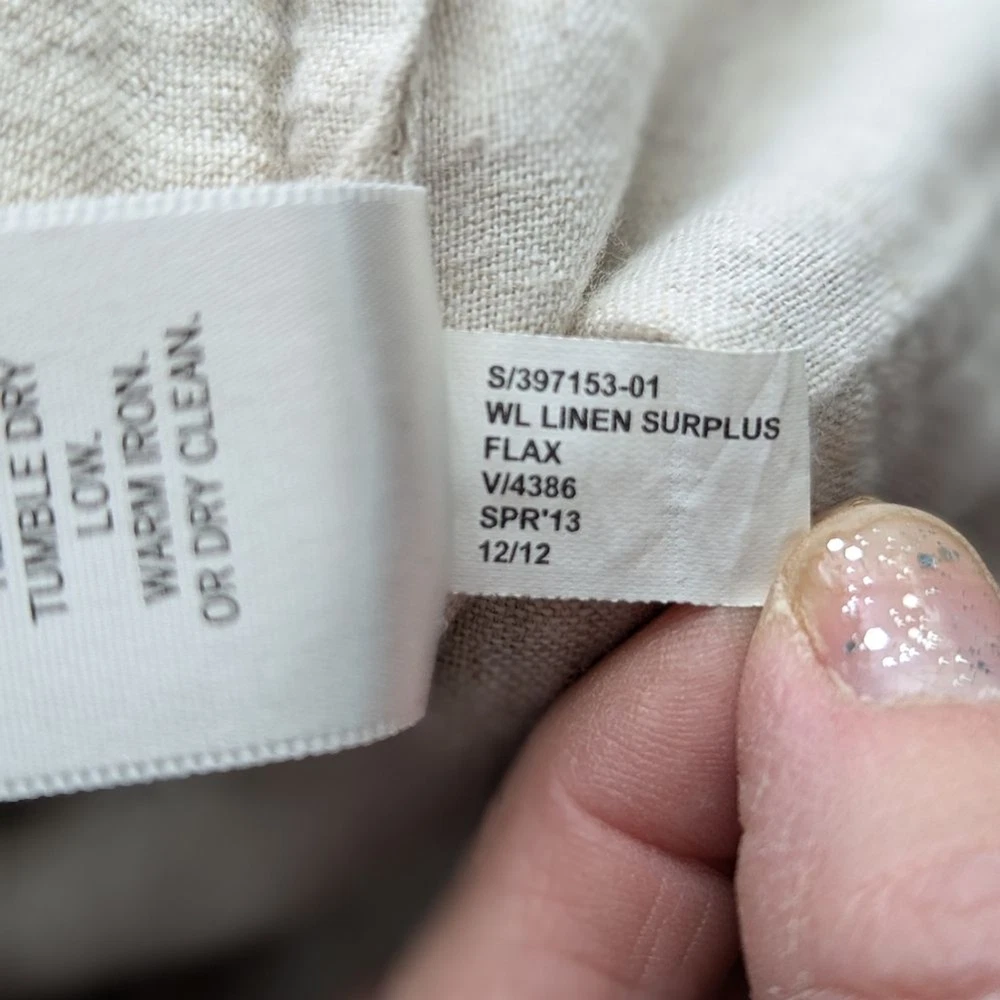 TUMBLE DRY
LOW.
WARM IRON.
OR DRY CLEAN.
S/397153-01
WL LINEN SURPLUS
FLAX
V/4386
SPR'13
12/12